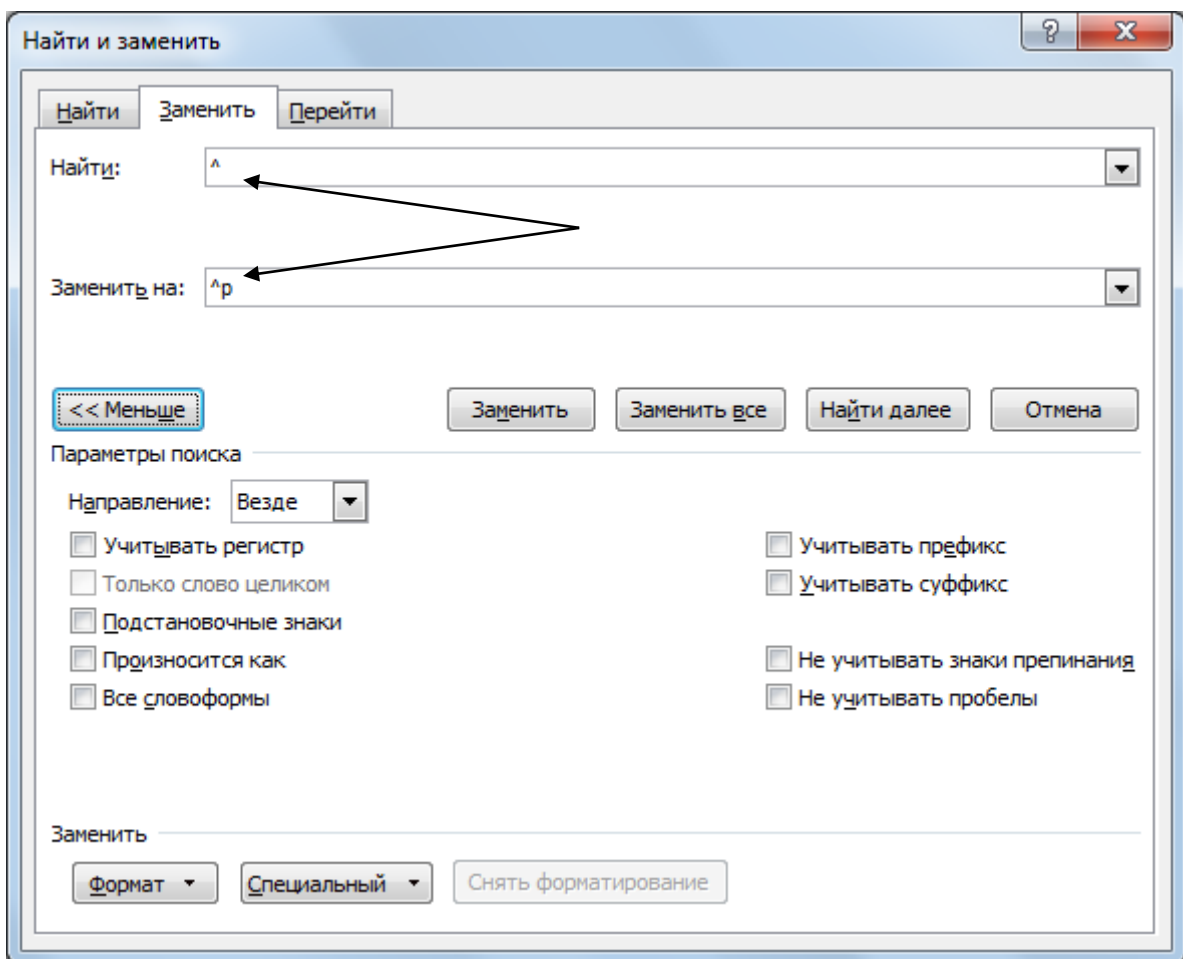 Найти и заменить
Найти Заменить Перейти
Найти: ^
Заменить на: ^p
<< Меньше Заменить Заменить все Найти далее Отмена
Параметры поиска
Направление: Везде
Учитывать регистр Учитывать префикс
Только слово целиком Учитывать суффикс
Подстановочные знаки
Произносится как Не учитывать знаки препинания
Все словоформы Не учитывать пробелы
Заменить
Формат Специальный Снять форматирование